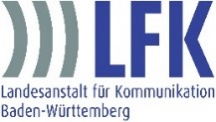 LFK
Landesanstalt für Kommunikation
Baden-Württemberg